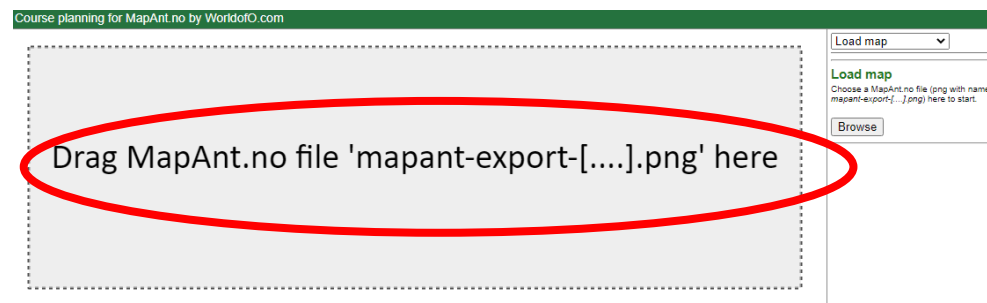 Course planning for MapAnt.no by WorldofO.com
Load map
Load map
Choose a MapAnt.no file (png with name
mapant-export-[....].png) here to start.
Browse
Drag MapAnt.no file 'mapant-export-[....].png' here